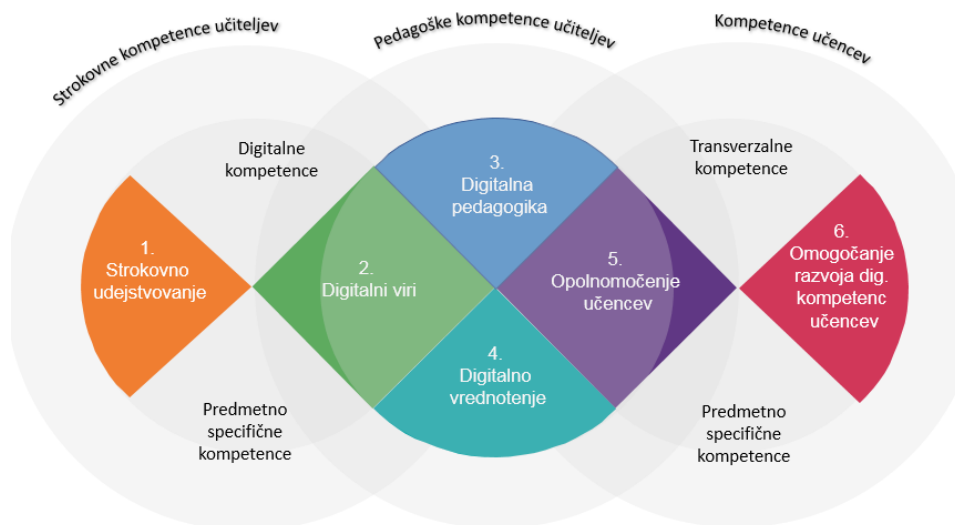 Strokovne kompetence učiteljev
Pedagoške kompetence učiteljev
Kompetence učencev
Digitalne
kompetence
Transverzalne
kompetence
1.
Strokovno
udejstvovanje
2.
Digitalni viri
3.
Digitalna
pedagogika
4.
Digitalno
vrednotenje
5.
Opolnomočenje
učencev
6.
Omogočanje
razvoja dig.
kompetenc
učencev
Predmetno
specifične
kompetence
Predmetno
specifične
kompetence